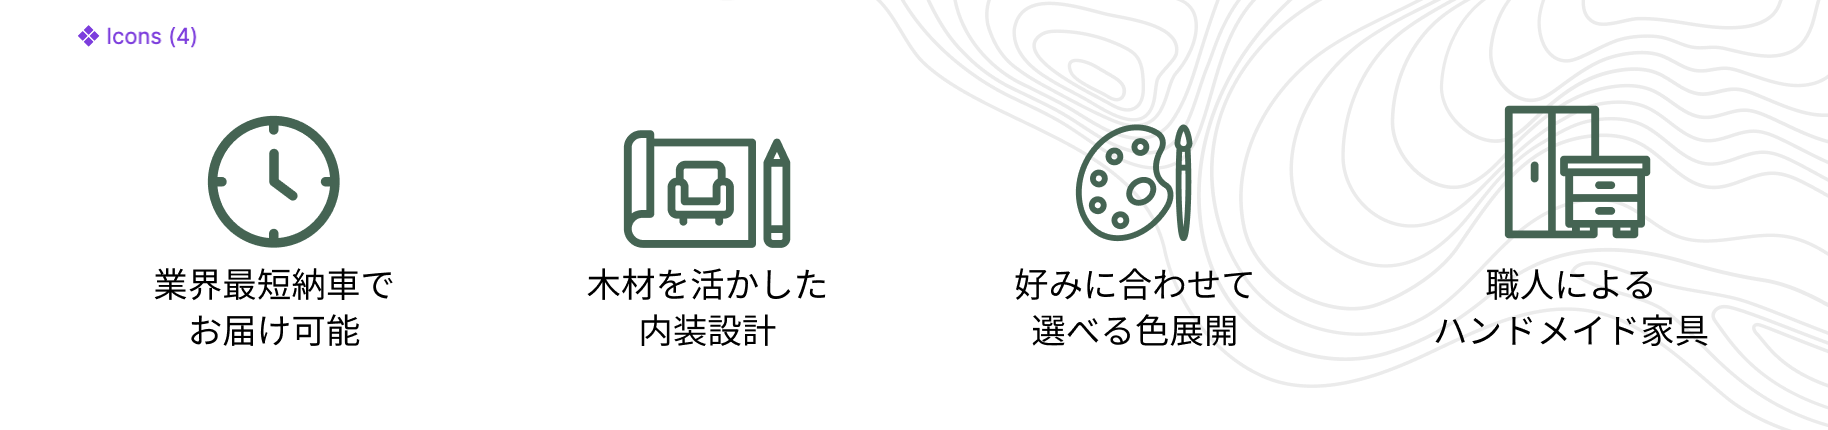 Icons (4)
業界最短納車で
お届け可能
木材を活かした
内装設計
好みに合わせて
選べる色展開
職人による
ハンドメイド家具